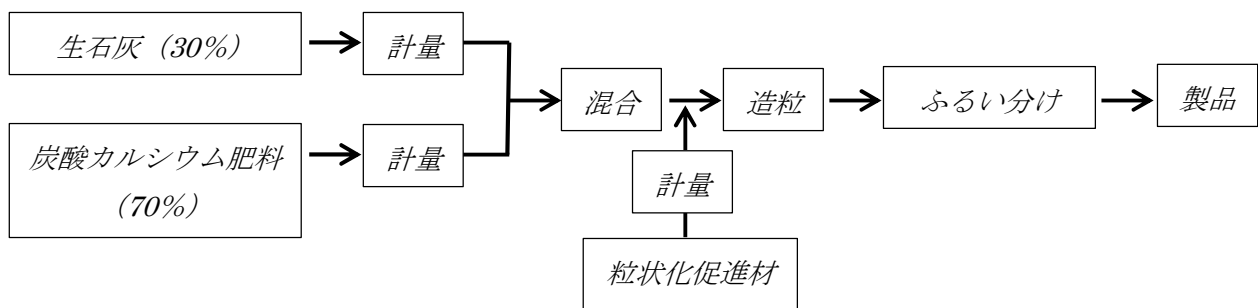 生石灰（30％）
計量
混合
造粒
ふるい分け
製品
炭酸カルシウム肥料
（70％）
計量
計量
粒状化促進材